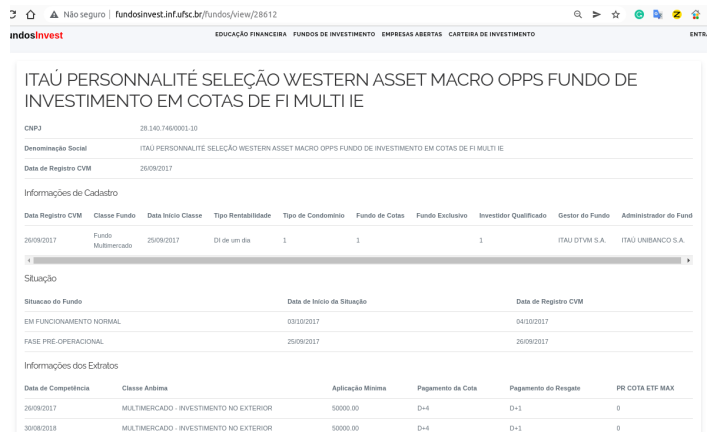 Não seguro | fundosinvest.inf.ufsc.br/fundos/view/28612
undosInvest EDUCAÇÃO FINANCEIRA FUNDOS DE INVESTIMENTO EMPRESAS ABERTAS CARTEIRA DE INVESTIMENTO ENTRA
ITAÚ PERSONNALITÉ SELEÇÃO WESTERN ASSET MACRO OPPS FUNDO DE
INVESTIMENTO EM COTAS DE FI MULTI IE
CNPJ 28.140.746/0001-10
Denominação Social ITAÚ PERSONNALITÉ SELEÇÃO WESTERN ASSET MACRO OPPS FUNDO DE INVESTIMENTO EM COTAS DE FI MULTI IE
Data de Registro CVM 26/09/2017
Informações de Cadastro
Data Registro CVM Classe Fundo Data Início Classe Tipo Rentabilidade Tipo de Condomínio Fundo de Cotas Fundo Exclusivo Investidor Qualificado Gestor do Fundo Administrador do Fund
26/09/2017 Fundo Multimercado 25/09/2017 DI de um dia 1 1 1 ITAU DTVM S.A. ITAÚ UNIBANCO S.A.
Situação
Situacao do Fundo Data de Início da Situação Data de Registro CVM
EM FUNCIONAMENTO NORMAL 03/10/2017 04/10/2017
FASE PRÉ-OPERACIONAL 25/09/2017 26/09/2017
Informações dos Extratos
Data de Competência Classe Anbima Aplicação Mínima Pagamento da Cota Pagamento do Resgate PR COTA ETF MAX
26/09/2017 MULTIMERCADO - INVESTIMENTO NO EXTERIOR 50000.00 D+4 D+1 0
30/08/2018 MULTIMERCADO - INVESTIMENTO NO EXTERIOR 50000.00 D+4 D+1 0